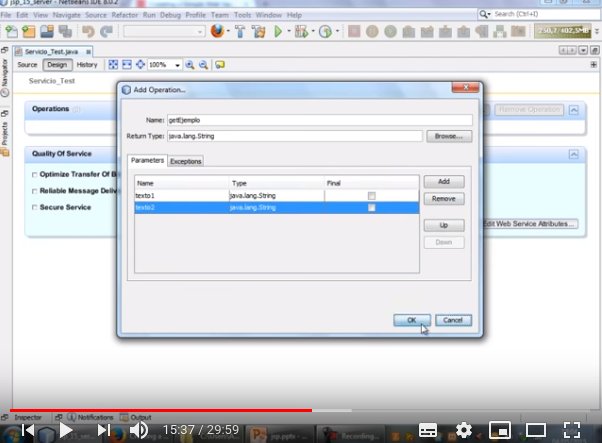 jsp_15_server - NetBeans IDE 8.0.2
File Edit View Navigate Source Refactor Run Debug Profile Team Tools Window Help
Search (Ctrl+I)
250,7/402,5MB
Servicio_Test.java
Source Design History
100%
Servicio_Test
Operations (0)
Remove Operation
Quality Of Service
Optimize Transfer Of B
Reliable Message Deliv
Secure Service
Edit Web Service Attributes...
Navigator
Projects
Add Operation...
Name: getEjemplo
Return Type: java.lang.String
Browse...
Parameters Exceptions
Name Type Final
texto1 java.lang.String
texto2 java.lang.String
Add
Remove
Up
Down
OK Cancel
Inspector Notifications Output
15:37 / 29:59
jsp_15_ser...
jsp.pptx -
Recording...